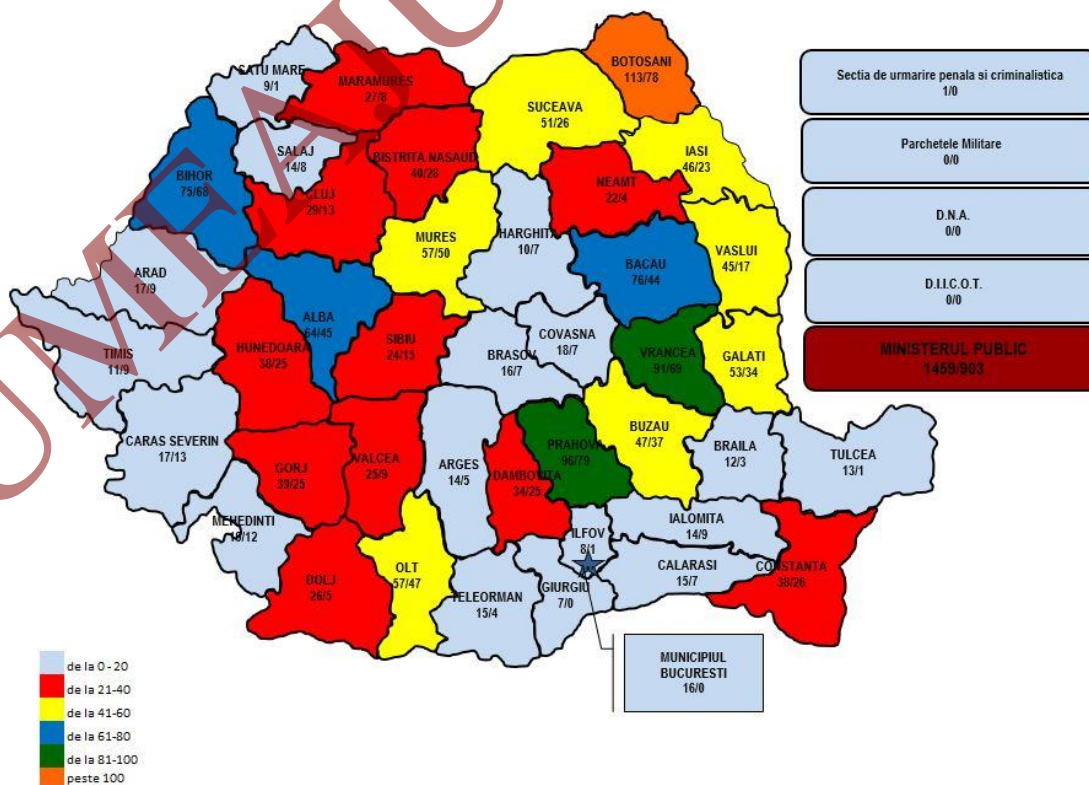 SATU MARE
9/1
MARAMURES
27/8
BOTOSANI
113/78
SUCEAVA
51/26
SALAJ
14/8
BISTRITA NASAUD
40/28
IASI
46/23
BIHOR
75/68
CLUJ
29/13
NEAMT
22/4
MURES
57/50
HARGHITA
10/7
VASLUI
45/17
BACAU
76/44
ARAD
17/9
ALBA
64/45
HUNEDOARA
38/25
SIBIU
24/15
COVASNA
18/7
BRASOV
16/7
VRANCEA
91/69
GALATI
53/34
TIMIS
11/9
CARAS SEVERIN
17/13
GORJ
39/25
VALCEA
25/9
ARGES
14/5
DAMBOVITA
34/25
PRAHOVA
96/79
BUZAU
47/37
BRAILA
12/3
TULCEA
13/1
MEHEDINTI
/12
DOLJ
26/5
OLT
57/47
TELEORMAN
15/4
GIURGIU
7/0
ILFOV
8/1
IALOMITA
14/9
CALARASI
15/7
CONSTANTA
38/26
MUNICIPIUL
BUCURESTI
16/0
Sectia de urmarire penala si criminalistica
1/0
Parchetele Militare
0/0
D.N.A.
0/0
D.I.I.C.O.T.
0/0
MINISTERUL PUBLIC
1459/903
de la 0 - 20
de la 21-40
de la 41-60
de la 61-80
de la 81-100
peste 100
UMEAJU